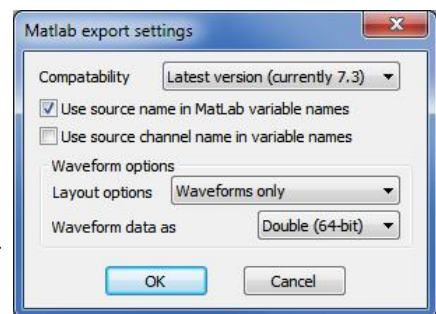 Matlab export settings
Compatability Latest version (currently 7.3)
Use source name in MatLab variable names
Use source channel name in variable names
Waveform options
Layout options Waveforms only
Waveform data as Double (64-bit)
OK Cancel